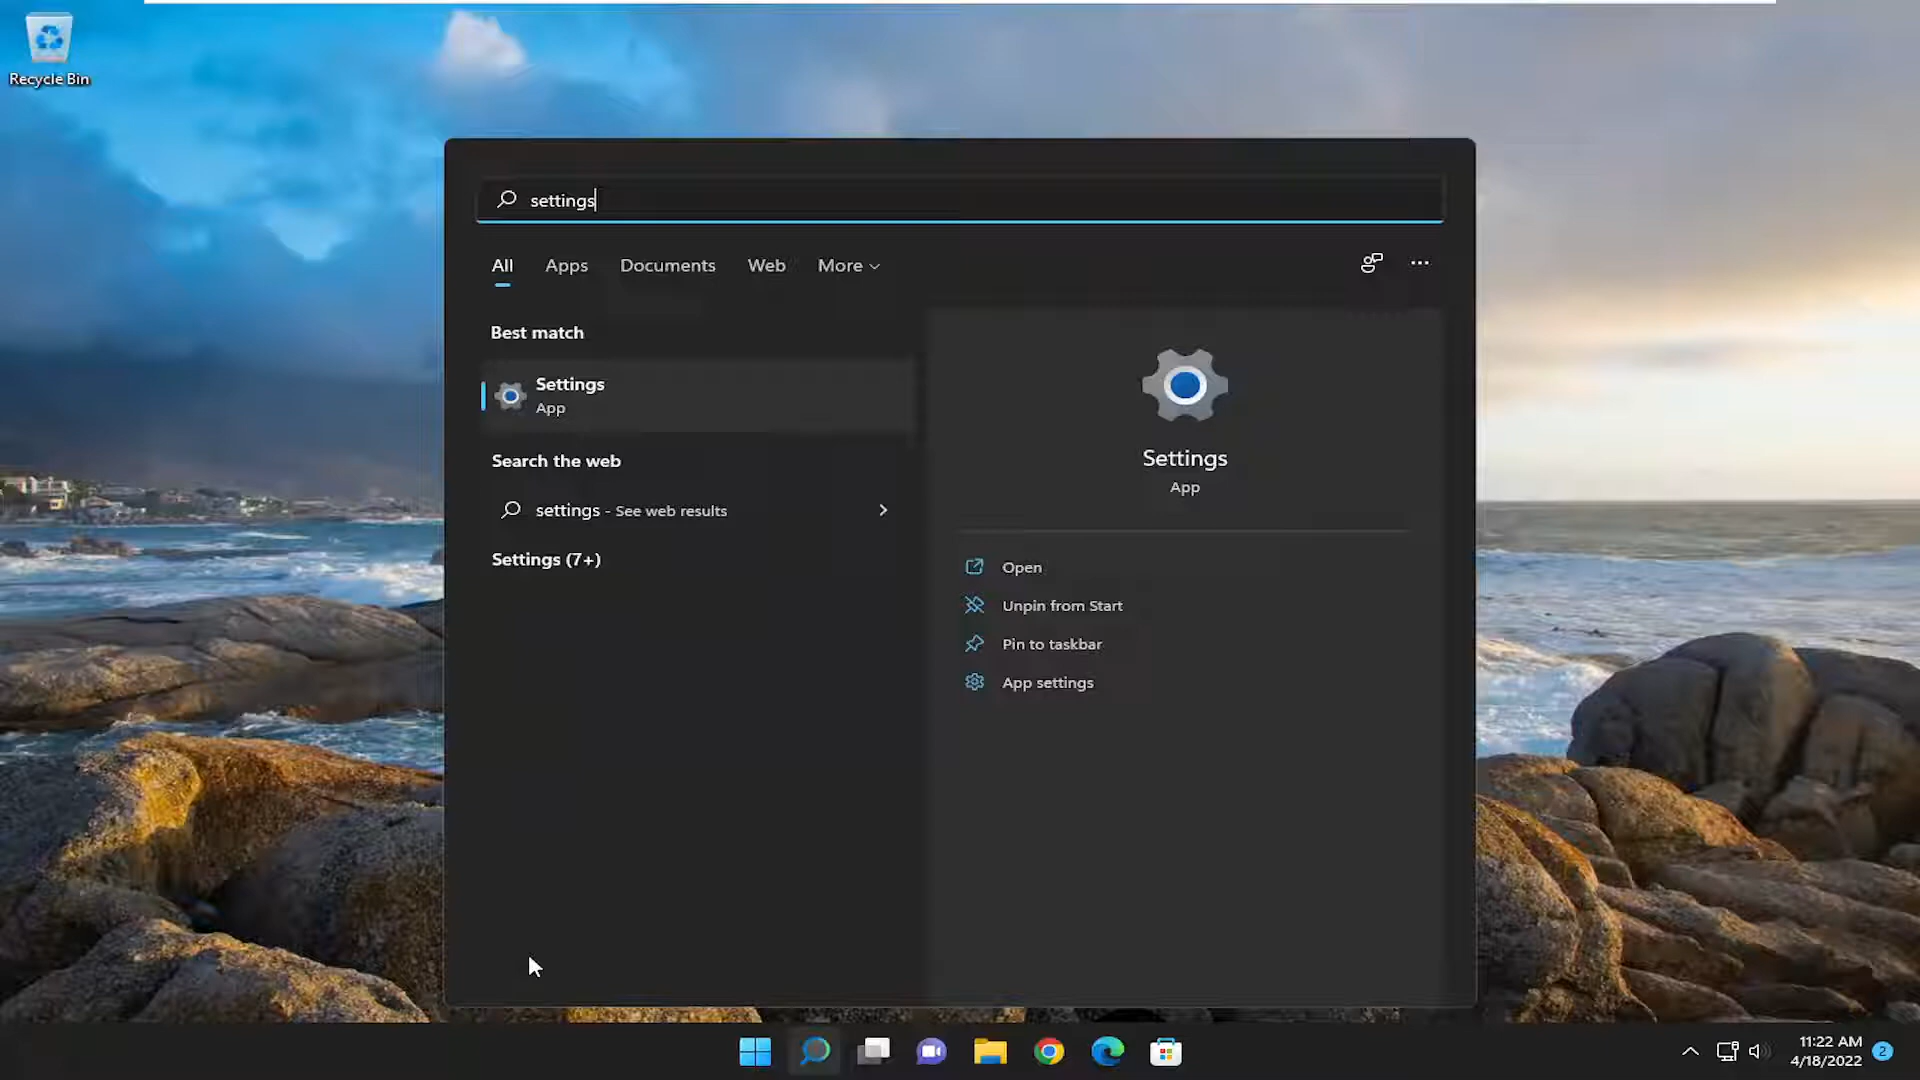 Recycle Bin
settings
All Apps Documents Web More
Best match
Settings
App
Search the web
settings - See web results
Settings (7+)
Settings
App
Open
Unpin from Start
Pin to taskbar
App settings
11:22 AM
4/18/2022
2